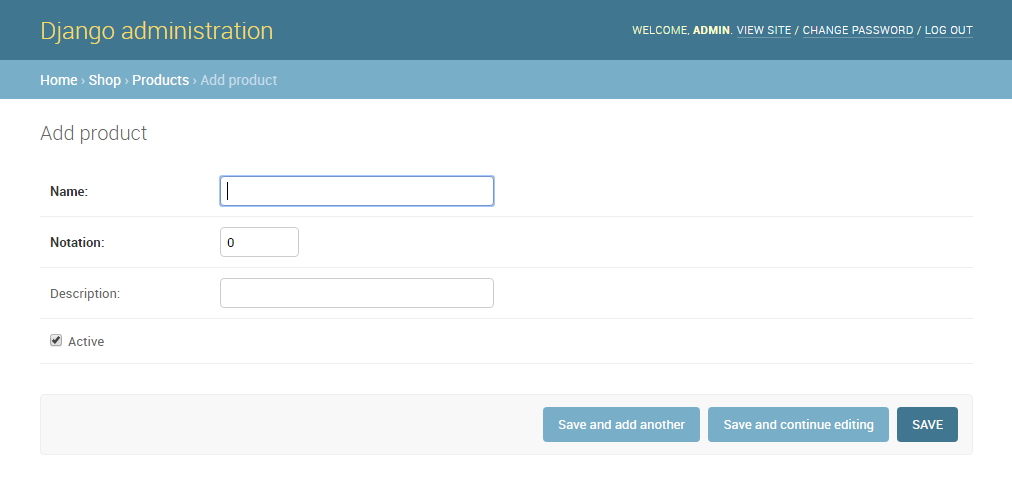 Django administration
WELCOME, ADMIN. VIEW SITE / CHANGE PASSWORD / LOG OUT
Home › Shop › Products › Add product
Add product
Name:
Notation: 0
Description:
Active
Save and add another Save and continue editing SAVE